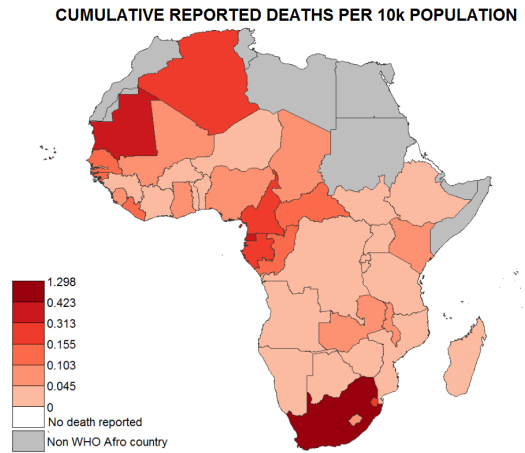 CUMULATIVE REPORTED DEATHS PER 10k POPULATION
1.298
0.423
0.313
0.155
0.103
0.045
0
No death reported
Non WHO Afro country